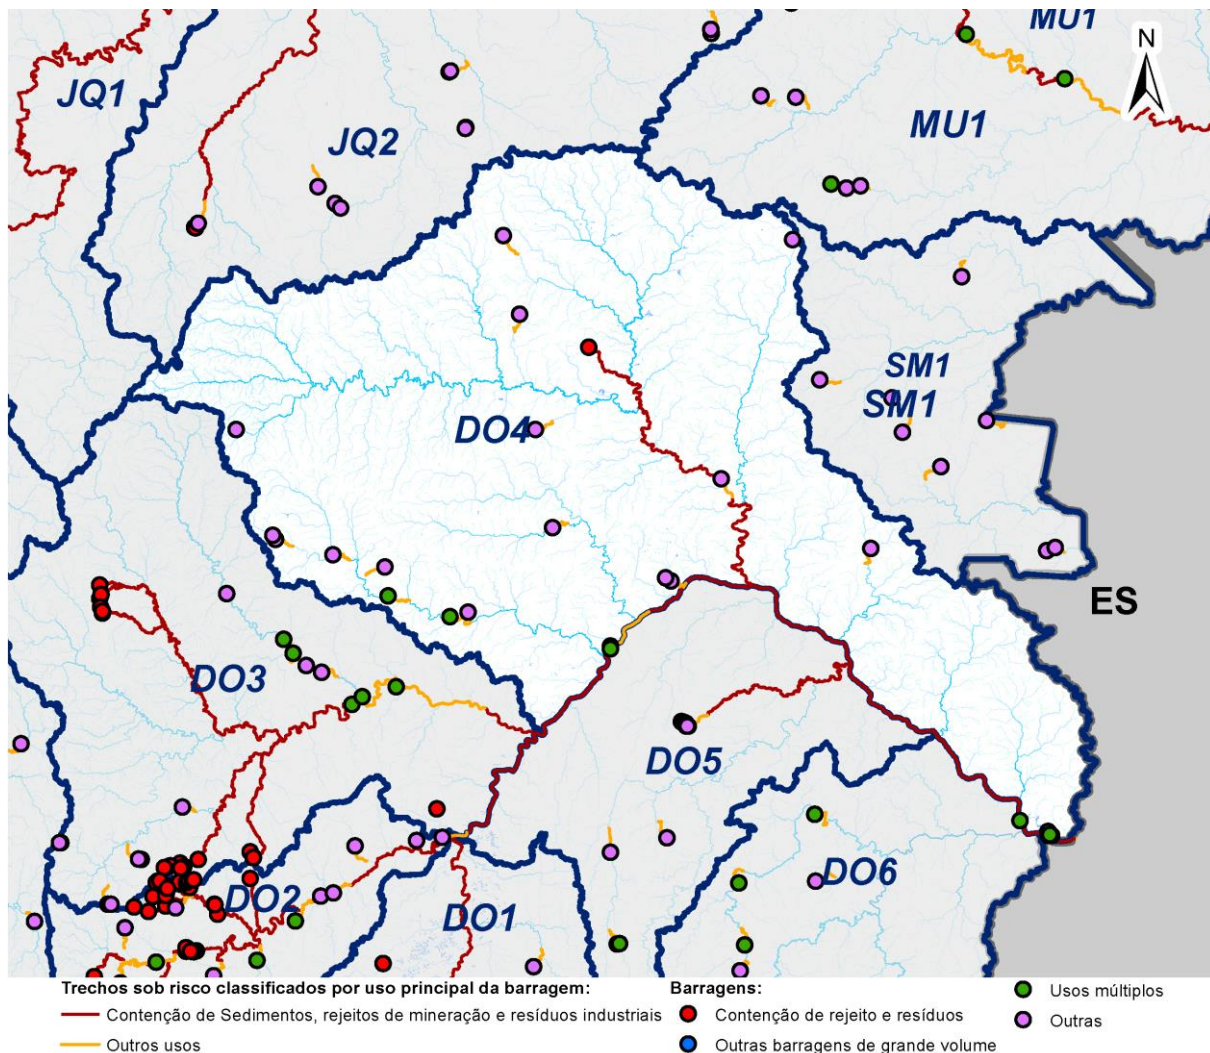 MU1
N
JQ1
JQ2
MU1
SM1
SM1
DO4
ES
DO3
DO5
DO6
DO2
DO1
Trechos sob risco classificados por uso principal da barragem:
Contenção de Sedimentos, rejeitos de mineração e resíduos industriais
Outros usos
Barragens:
Contenção de rejeito e resíduos
Outras barragens de grande volume
Usos múltiplos
Outras